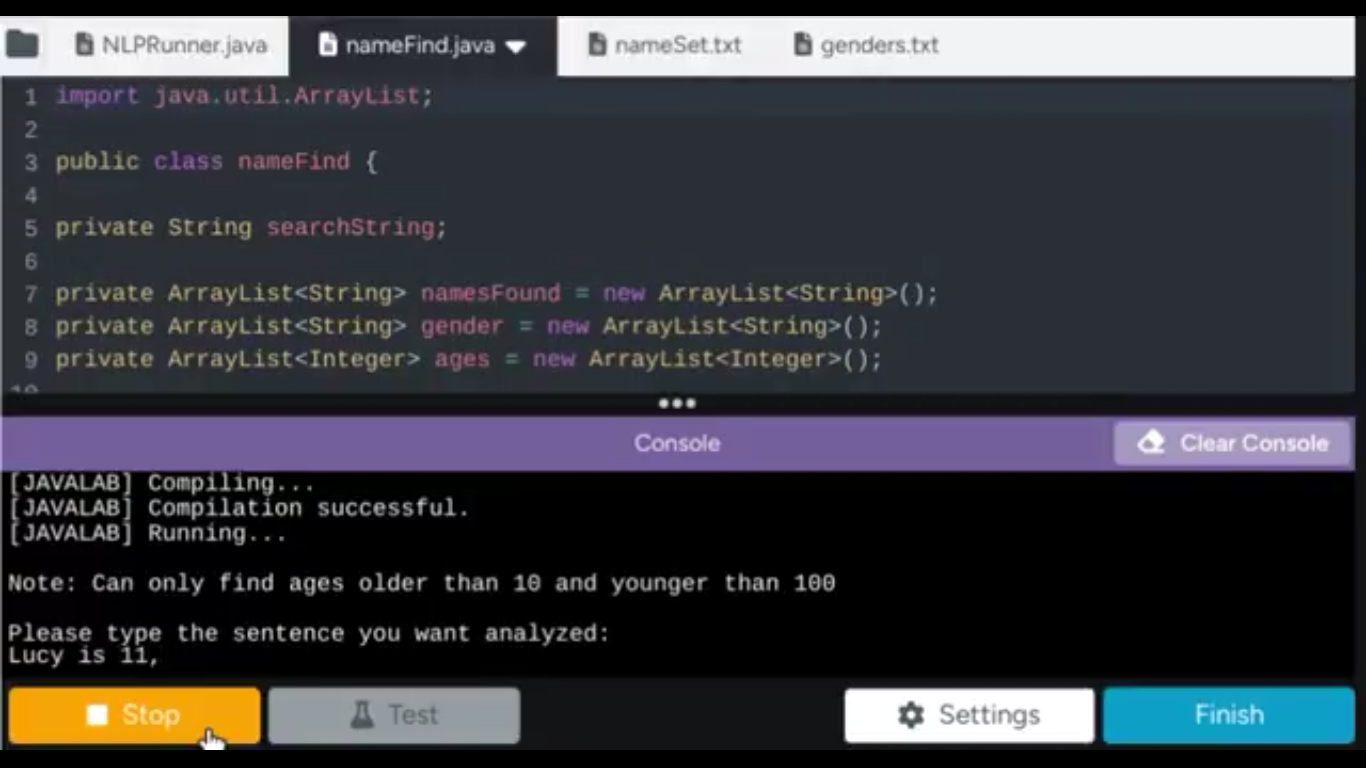 NLPRunner.java nameFind.java nameSet.txt genders.txt
1 import java.util.ArrayList;
2
3 public class nameFind {
4
5 private String searchString;
6
7 private ArrayList<String> namesFound = new ArrayList<String>();
8 private ArrayList<String> gender = new ArrayList<String>();
9 private ArrayList<Integer> ages = new ArrayList<Integer>();
10
Console Clear Console
[JAVALAB] Compiling...
[JAVALAB] Compilation successful.
[JAVALAB] Running...
Note: Can only find ages older than 10 and younger than 100
Please type the sentence you want analyzed:
Lucy is 11,
Stop Test Settings Finish